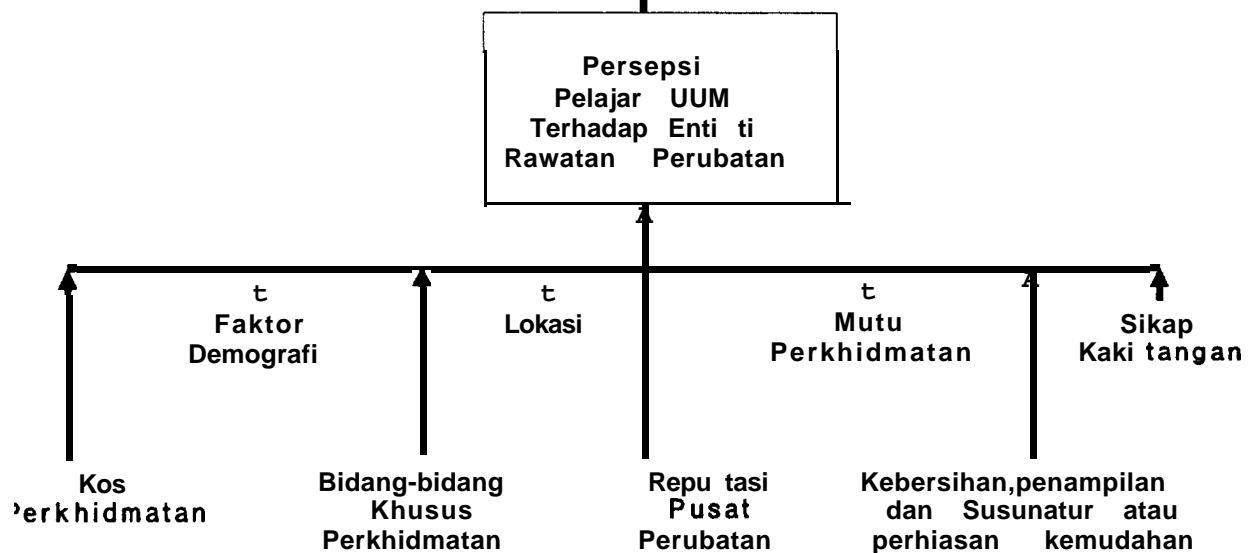 Persepsi
Pelajar UUM
Terhadap Enti ti
Rawatan Perubatan
t
Faktor
Demografi
t
Lokasi
t
Mutu
Perkhidmatan
Sikap
Kaki tangan
Kos
Perkhidmatan
Bidang-bidang
Khusus
Perkhidmatan
Repu tasi
Pusat
Perubatan
Kebersihan,penampilan
dan Susunatur atau
perhiasan kemudahan